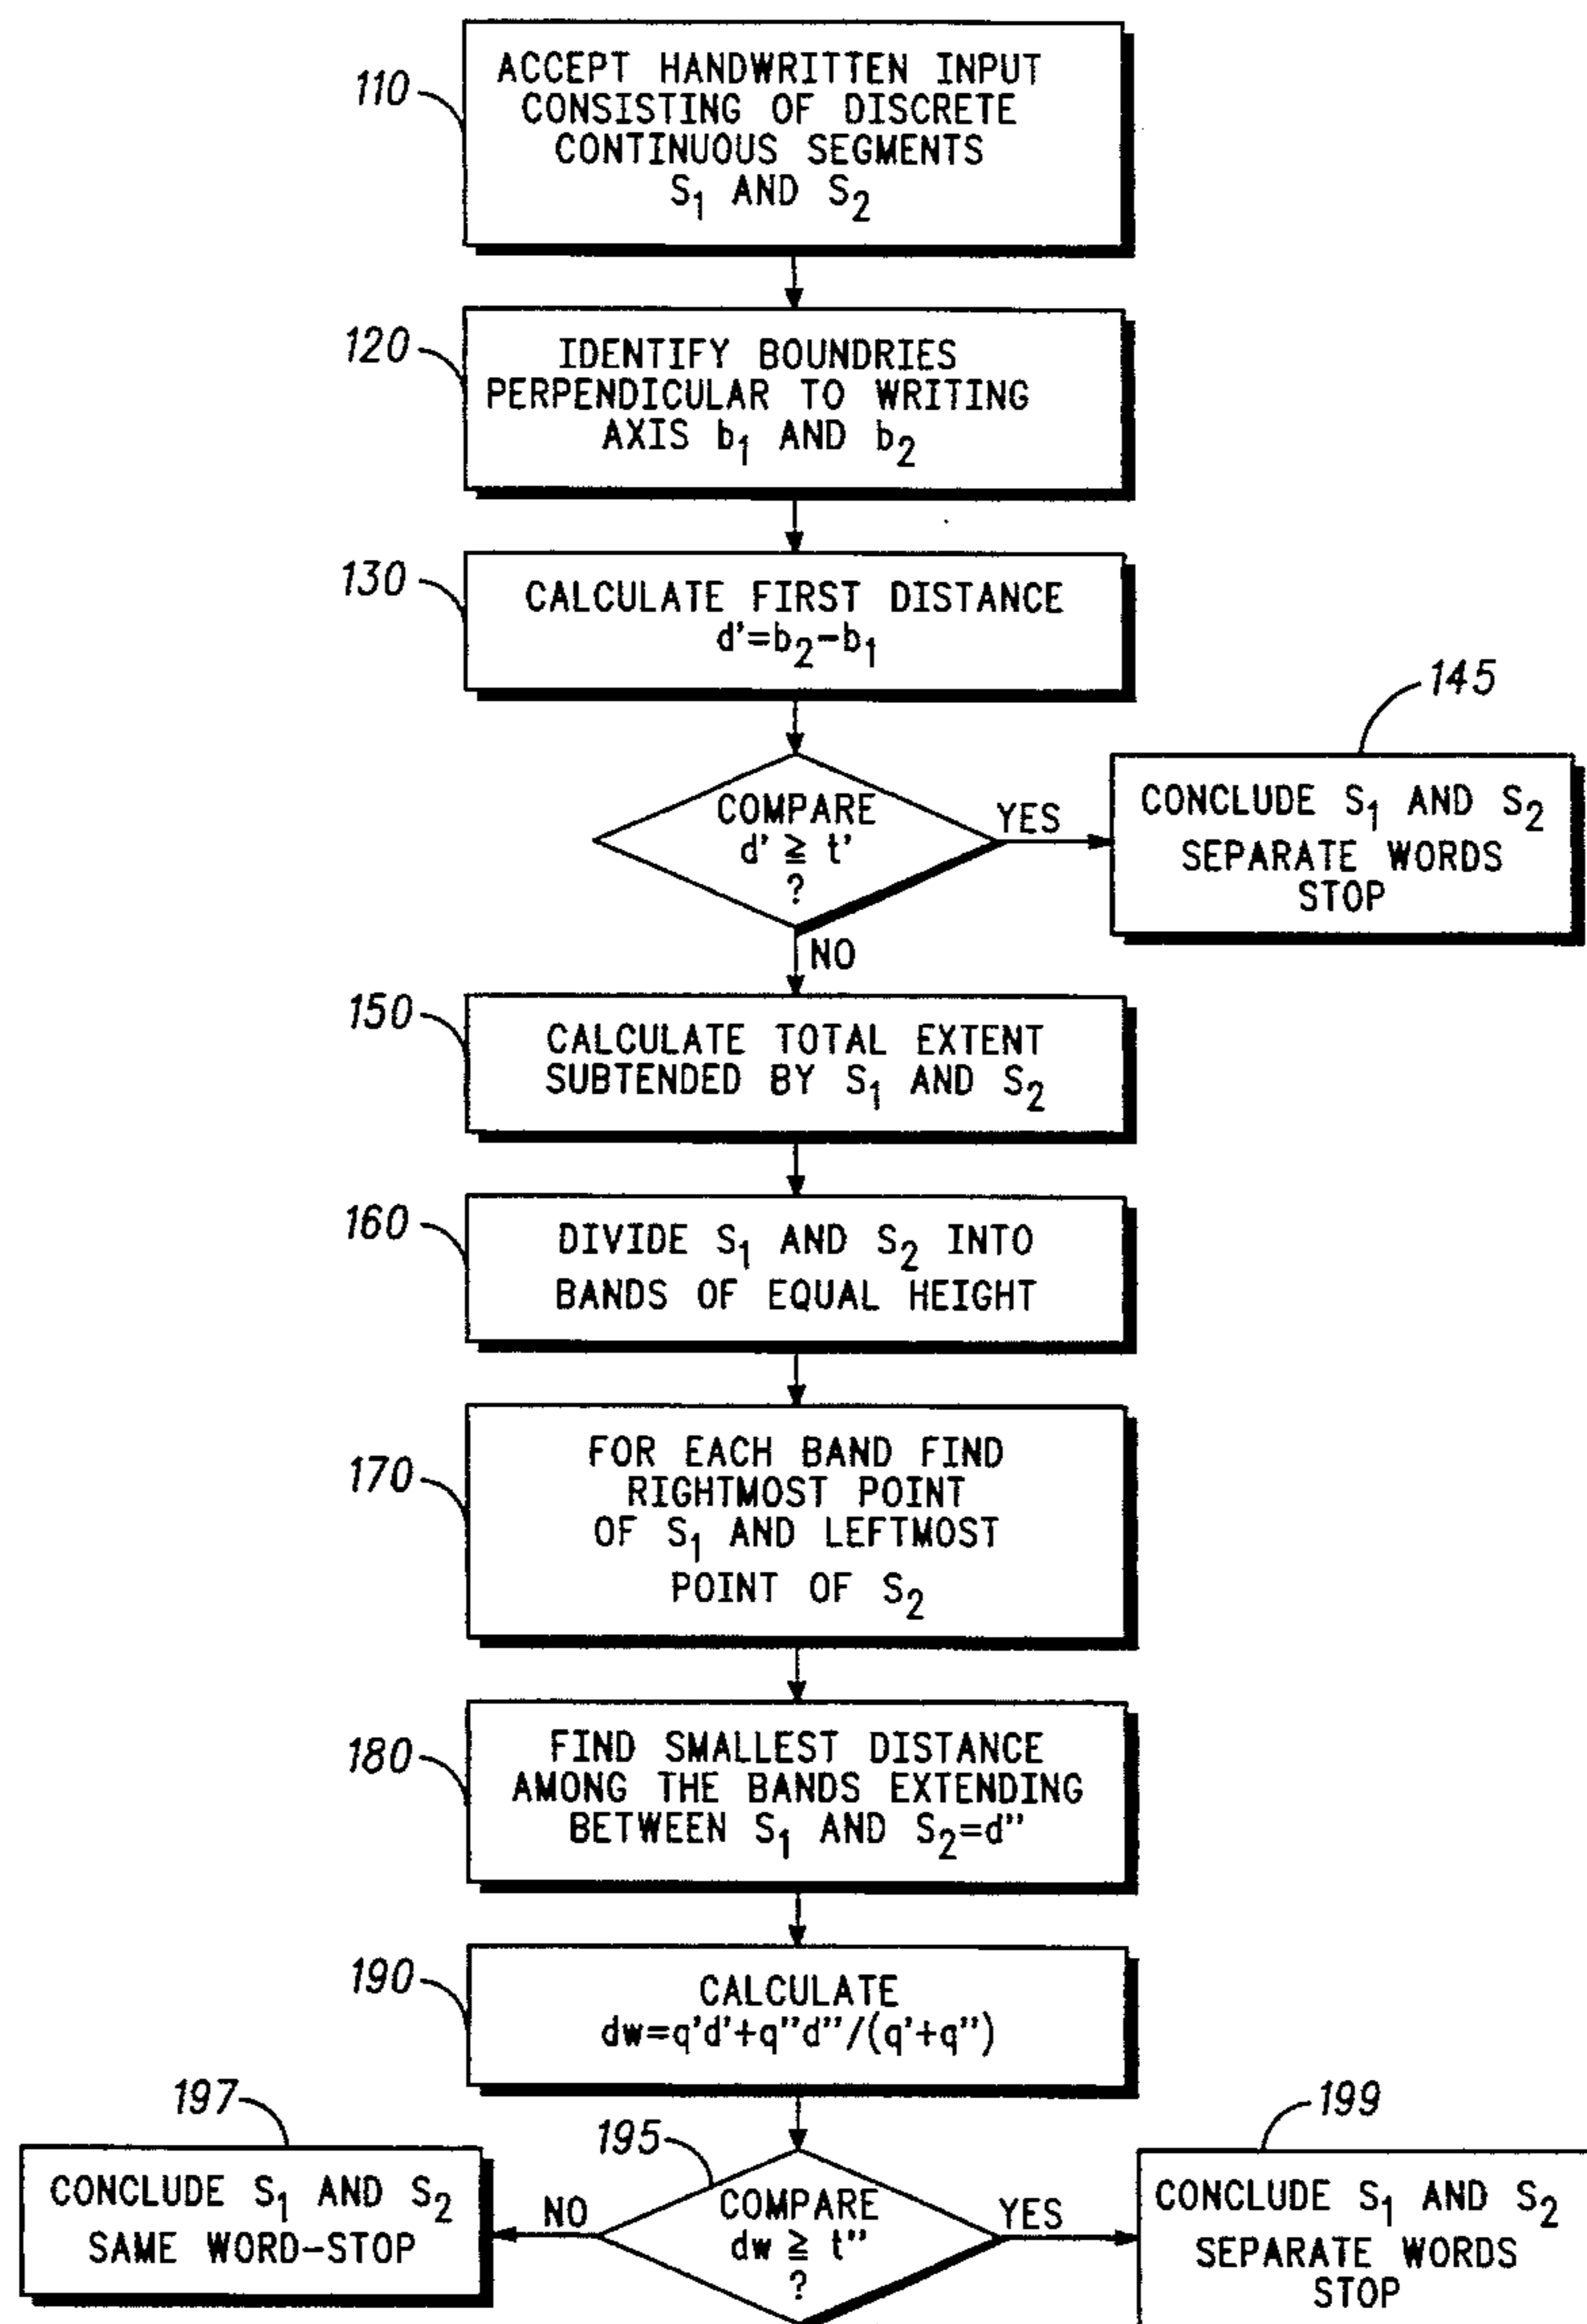 110
ACCEPT HANDWRITTEN INPUT
CONSISTING OF DISCRETE
CONTINUOUS SEGMENTS
S₁ AND S₂
120
IDENTIFY BOUNDRIES
PERPENDICULAR TO WRITING
AXIS b₁ AND b₂
130
CALCULATE FIRST DISTANCE
d'=b₂-b₁
COMPARE
d' ≧ t'
?
YES
145
CONCLUDE S₁ AND S₂
SEPARATE WORDS
STOP
NO
150
CALCULATE TOTAL EXTENT
SUBTENDED BY S₁ AND S₂
160
DIVIDE S₁ AND S₂ INTO
BANDS OF EQUAL HEIGHT
170
FOR EACH BAND FIND
RIGHTMOST POINT
OF S₁ AND LEFTMOST
POINT OF S₂
180
FIND SMALLEST DISTANCE
AMONG THE BANDS EXTENDING
BETWEEN S₁ AND S₂=d"
190
CALCULATE
dw=q'd'+q"d"/(q'+q")
195
COMPARE
dw ≧ t"
?
NO
197
CONCLUDE S₁ AND S₂
SAME WORD-STOP
YES
199
CONCLUDE S₁ AND S₂
SEPARATE WORDS
STOP